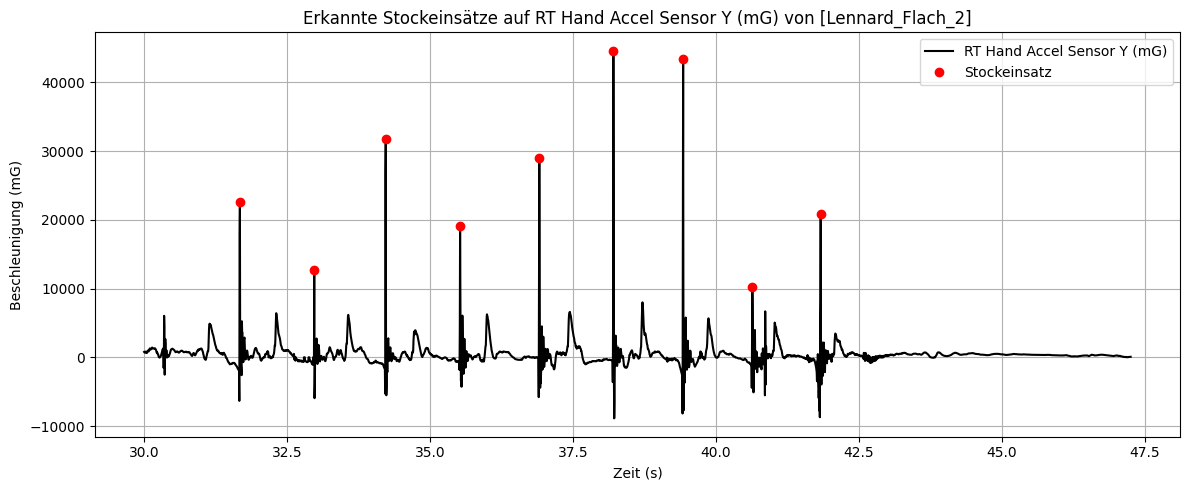 Erkannte Stockeinsätze auf RT Hand Accel Sensor Y (mG) von [Lennard_Flach_2]
RT Hand Accel Sensor Y (mG)
Stockeinsatz
Beschleunigung (mG)
40000
30000
20000
10000
0
−10000
30.0 32.5 35.0 37.5 40.0 42.5 45.0 47.5
Zeit (s)